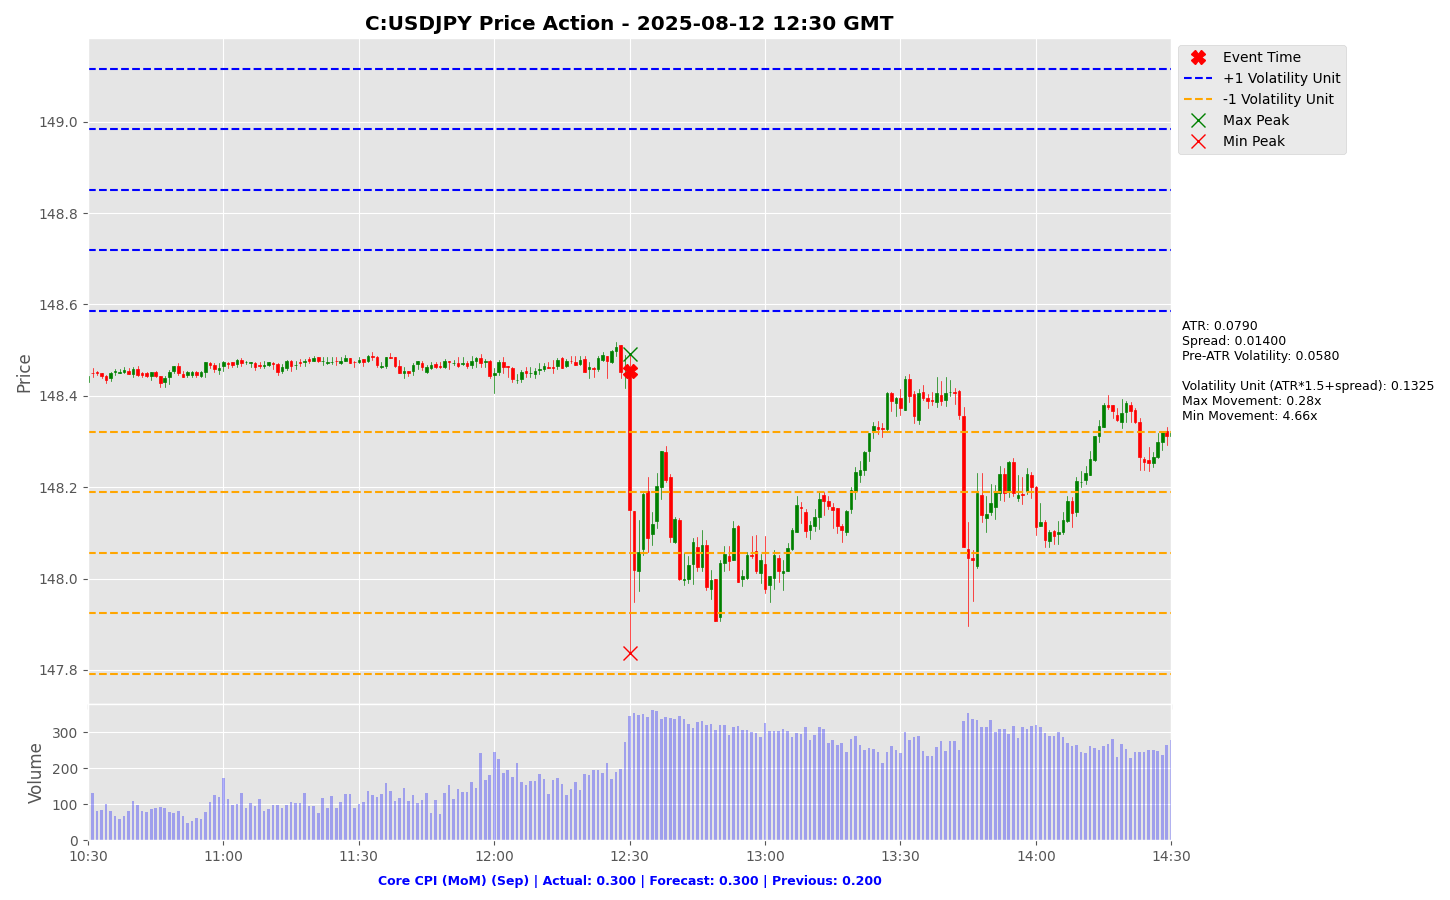 C:USDJPY Price Action - 2025-08-12 12:30 GMT
Event Time
+1 Volatility Unit
-1 Volatility Unit
Max Peak
Min Peak
Price
149.0
148.8
148.6
148.4
148.2
148.0
147.8
ATR: 0.0790
Spread: 0.01400
Pre-ATR Volatility: 0.0580
Volatility Unit (ATR*1.5+spread): 0.1325
Max Movement: 0.28x
Min Movement: 4.66x
Volume
300
200
100
0
10:30 11:00 11:30 12:00 12:30 13:00 13:30 14:00 14:30
Core CPI (MoM) (Sep) | Actual: 0.300 | Forecast: 0.300 | Previous: 0.200